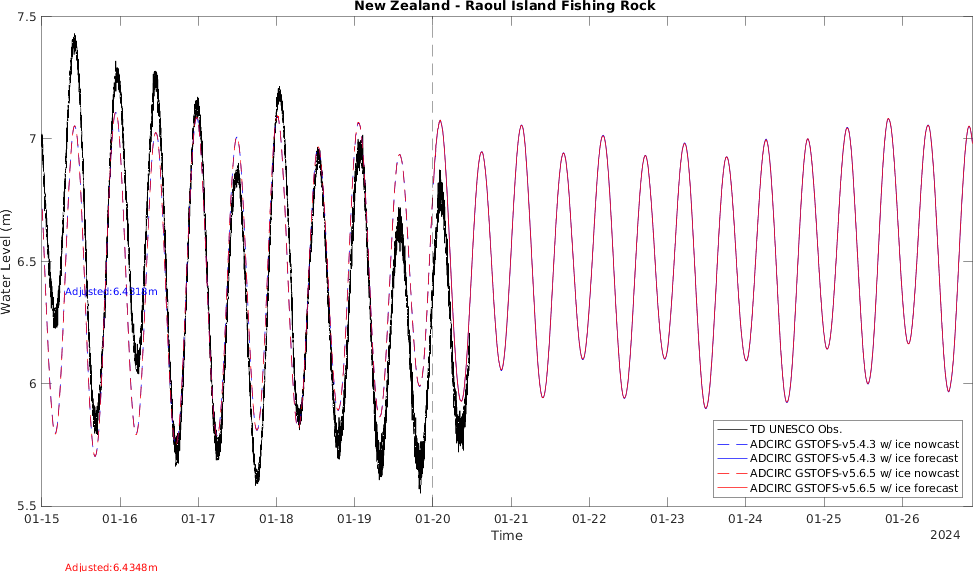 New Zealand - Raoul Island Fishing Rock
7.5
7
6.5
6
5.5
Water Level (m)
Adjusted:6.4318m
TD UNESCO Obs.
ADCIRC GSTOFS-v5.4.3 w/ ice nowcast
ADCIRC GSTOFS-v5.4.3 w/ ice forecast
ADCIRC GSTOFS-v5.6.5 w/ ice nowcast
ADCIRC GSTOFS-v5.6.5 w/ ice forecast
01-15 01-16 01-17 01-18 01-19 01-20 01-21 01-22 01-23 01-24 01-25 01-26
Time
2024
Adjusted:6.4348m